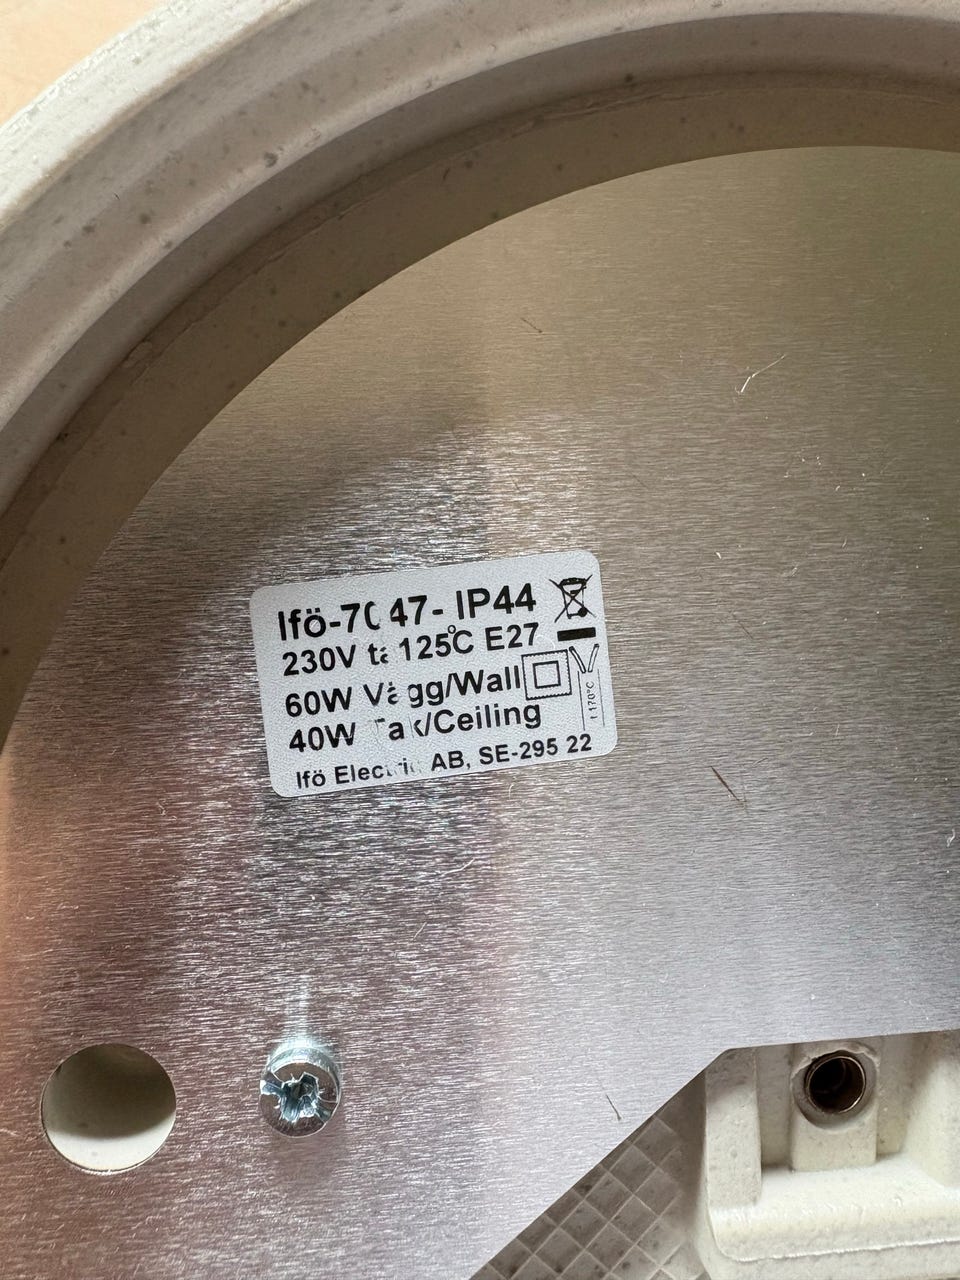 Ifö-7047- IP44
230V ta 125°C E27
60W Vägg/Wall
40W Tak/Ceiling
t 170°C
Ifö Electric AB, SE-295 22